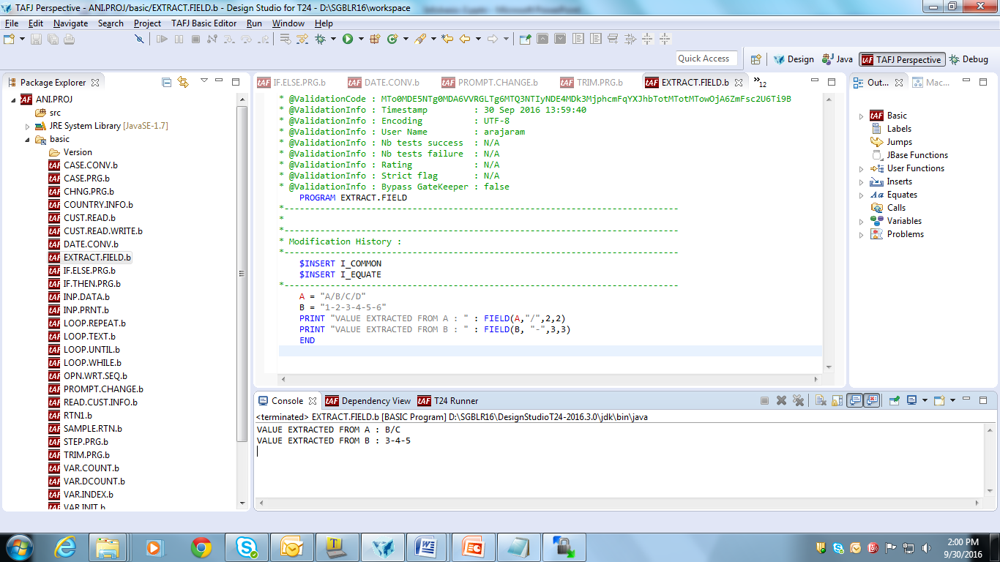 TAFJ Perspective - ANI.PROJ/basic/EXTRACT.FIELD.b - Design Studio for T24 - D:\SGBLR16\workspace
File Edit Navigate Search Project TAFJ Basic Editor Run Window Help
Quick Access
Design Java TAFJ Perspective Debug
Package Explorer
ANI.PROJ
src
JRE System Library [JavaSE-1.7]
basic
Version
CASE.CONV.b
CASE.PRG.b
CHNG.PRG.b
COUNTRY.INFO.b
CUST.READ.b
CUST.READ.WRITE.b
DATE.CONV.b
EXTRACT.FIELD.b
IF.ELSE.PRG.b
IF.THEN.PRG.b
INP.DATA.b
INP.PRNT.b
LOOP.REPEAT.b
LOOP.TEXT.b
LOOP.UNTIL.b
LOOP.WHILE.b
OPN.WRT.SEQ.b
PROMPT.CHANGE.b
READ.CUST.INFO.b
RTN1.b
SAMPLE.RTN.b
STEP.PRG.b
TRIM.PRG.b
VAR.COUNT.b
VAR.DCOUNT.b
VAR.INDEX.b
VAR.INIT.b
IF.ELSE.PRG.b DATE.CONV.b PROMPT.CHANGE.b TRIM.PRG.b EXTRACT.FIELD.b »12
* @ValidationCode : MTo0MDE5NTg0MDA6VVRGLTg6MTQ3NTIyNDE4MDk3MjphcmFqYXJhbTotMTotMTowOjA6ZmFsc2U6Ti9B
* @ValidationInfo : Timestamp : 30 Sep 2016 13:59:40
* @ValidationInfo : Encoding : UTF-8
* @ValidationInfo : User Name : arajaram
* @ValidationInfo : Nb tests success : N/A
* @ValidationInfo : Nb tests failure : N/A
* @ValidationInfo : Rating : N/A
* @ValidationInfo : Strict flag : N/A
* @ValidationInfo : Bypass GateKeeper : false
PROGRAM EXTRACT.FIELD
*-----------------------------------------------------------------------------
*
*-----------------------------------------------------------------------------
* Modification History :
*-----------------------------------------------------------------------------
$INSERT I_COMMON
$INSERT I_EQUATE
*-----------------------------------------------------------------------------
A = "A/B/C/D"
B = "1-2-3-4-5-6"
PRINT "VALUE EXTRACTED FROM A : " : FIELD(A,"/",2,2)
PRINT "VALUE EXTRACTED FROM B : " : FIELD(B, "-",3,3)
END
Out... Mac...
Basic
Labels
Jumps
JBase Functions
User Functions
Inserts
Equates
Calls
Variables
Problems
Console Dependency View T24 Runner
<terminated> EXTRACT.FIELD.b [BASIC Program] D:\SGBLR16\DesignStudioT24-2016.3.0\jdk\bin\java
VALUE EXTRACTED FROM A : B/C
VALUE EXTRACTED FROM B : 3-4-5
2:00 PM
9/30/2016